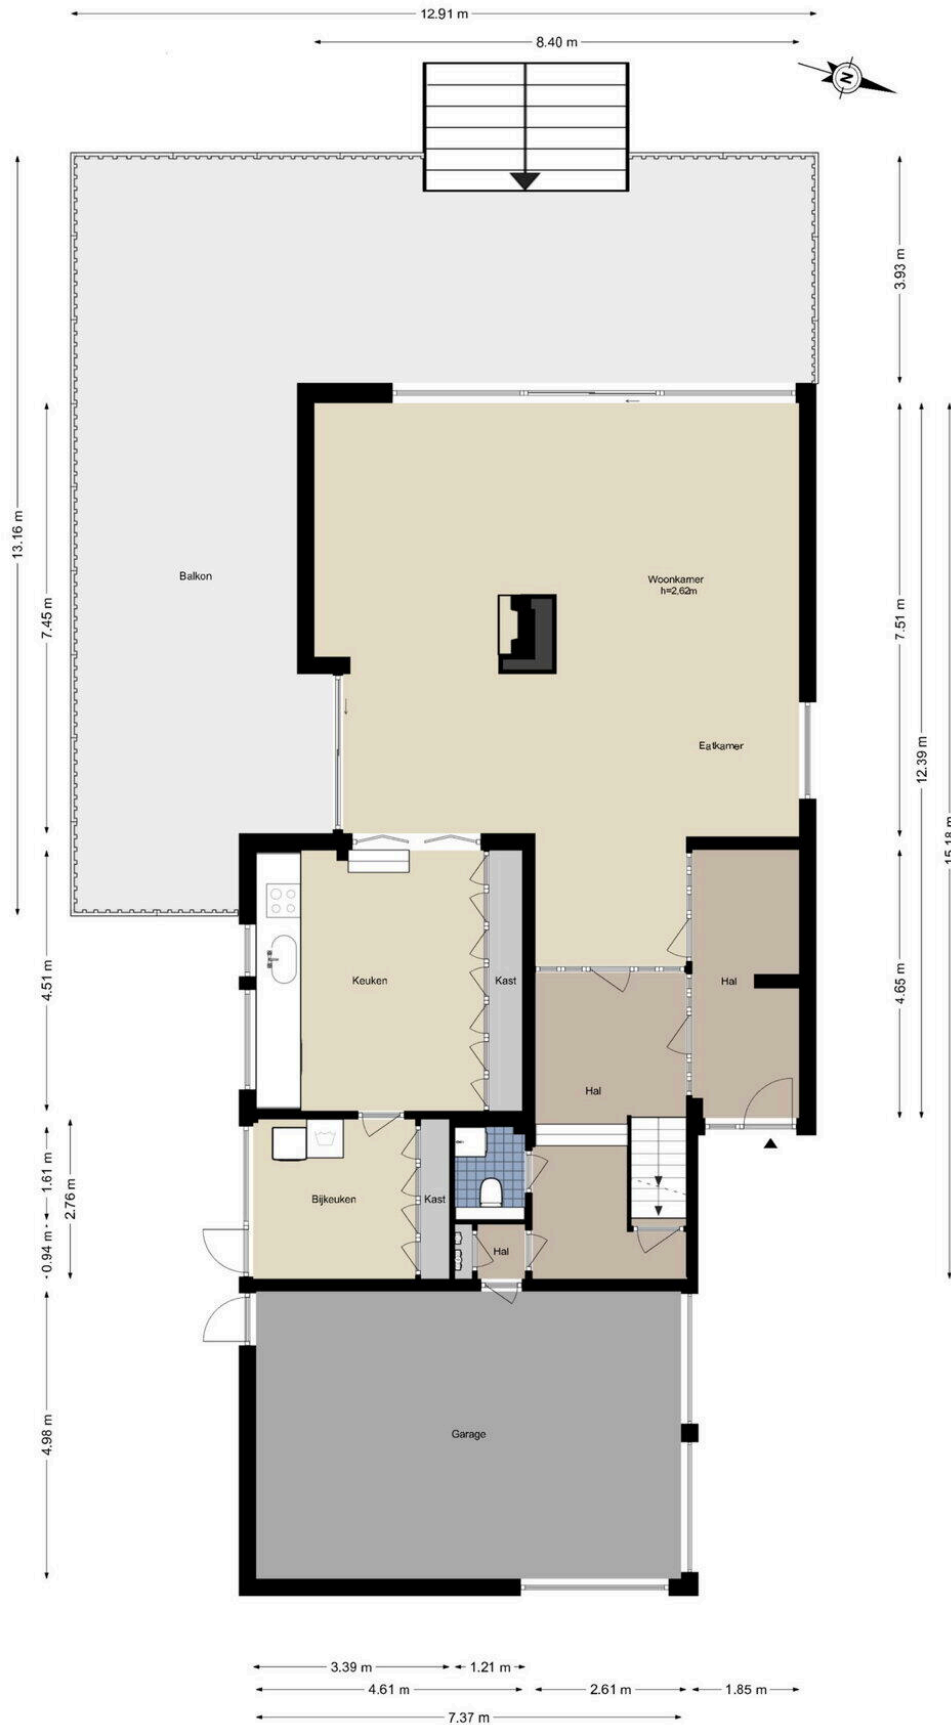 12.91 m
8.40 m
N
3.93 m
13.16 m
Balkon
Woonkamer
h=2,62m
7.45 m
7.51 m
Eatkamer
12.39 m
15.18 m
Keuken
Kast
Hal
4.51 m
4.65 m
Hal
1.61 m
2.76 m
Bijkeuken
Kast
0.94 m
Hal
Garage
4.98 m
3.39 m
1.21 m
4.61 m
2.61 m
1.85 m
7.37 m